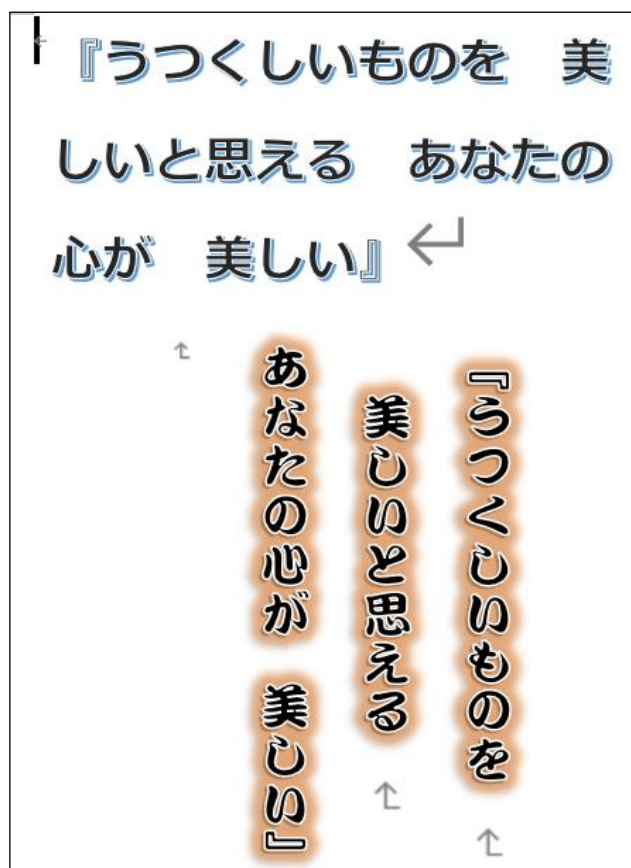 『うつくしいものを　美
しいと思える　あなたの
心が　美しい』
『うつくしいものを
美しいと思える
あなたの心が　美しい』